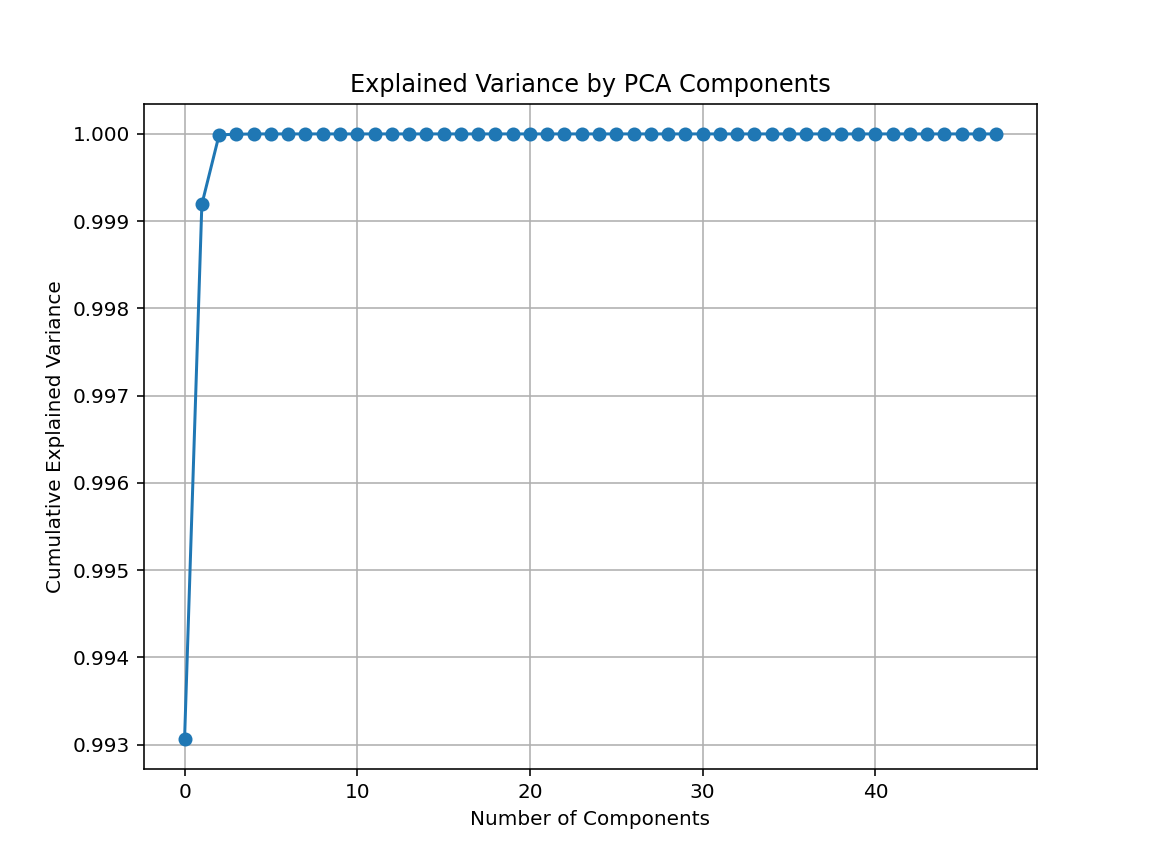 Explained Variance by PCA Components
Cumulative Explained Variance
1.000
0.999
0.998
0.997
0.996
0.995
0.994
0.993
0 10 20 30 40
Number of Components